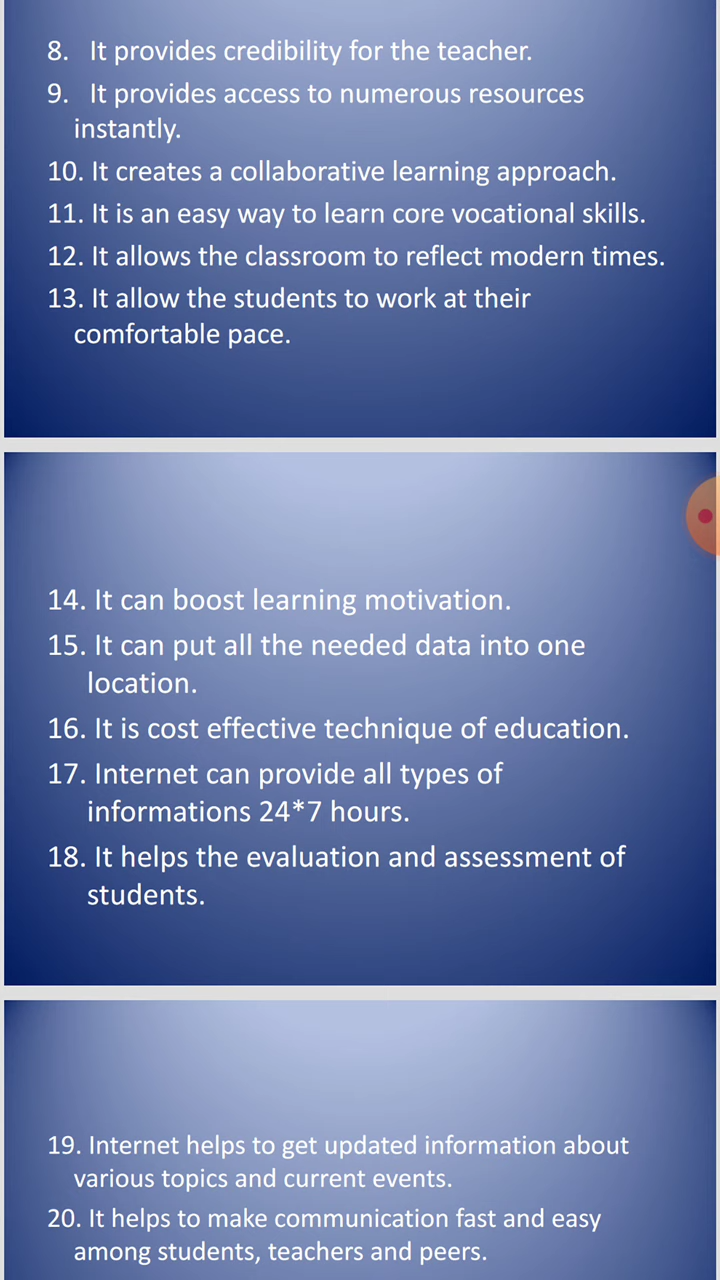 8. It provides credibility for the teacher.
9. It provides access to numerous resources
instantly.
10. It creates a collaborative learning approach.
11. It is an easy way to learn core vocational skills.
12. It allows the classroom to reflect modern times.
13. It allow the students to work at their
comfortable pace.
14. It can boost learning motivation.
15. It can put all the needed data into one
location.
16. It is cost effective technique of education.
17. Internet can provide all types of
informations 24*7 hours.
18. It helps the evaluation and assessment of
students.
19. Internet helps to get updated information about
various topics and current events.
20. It helps to make communication fast and easy
among students, teachers and peers.